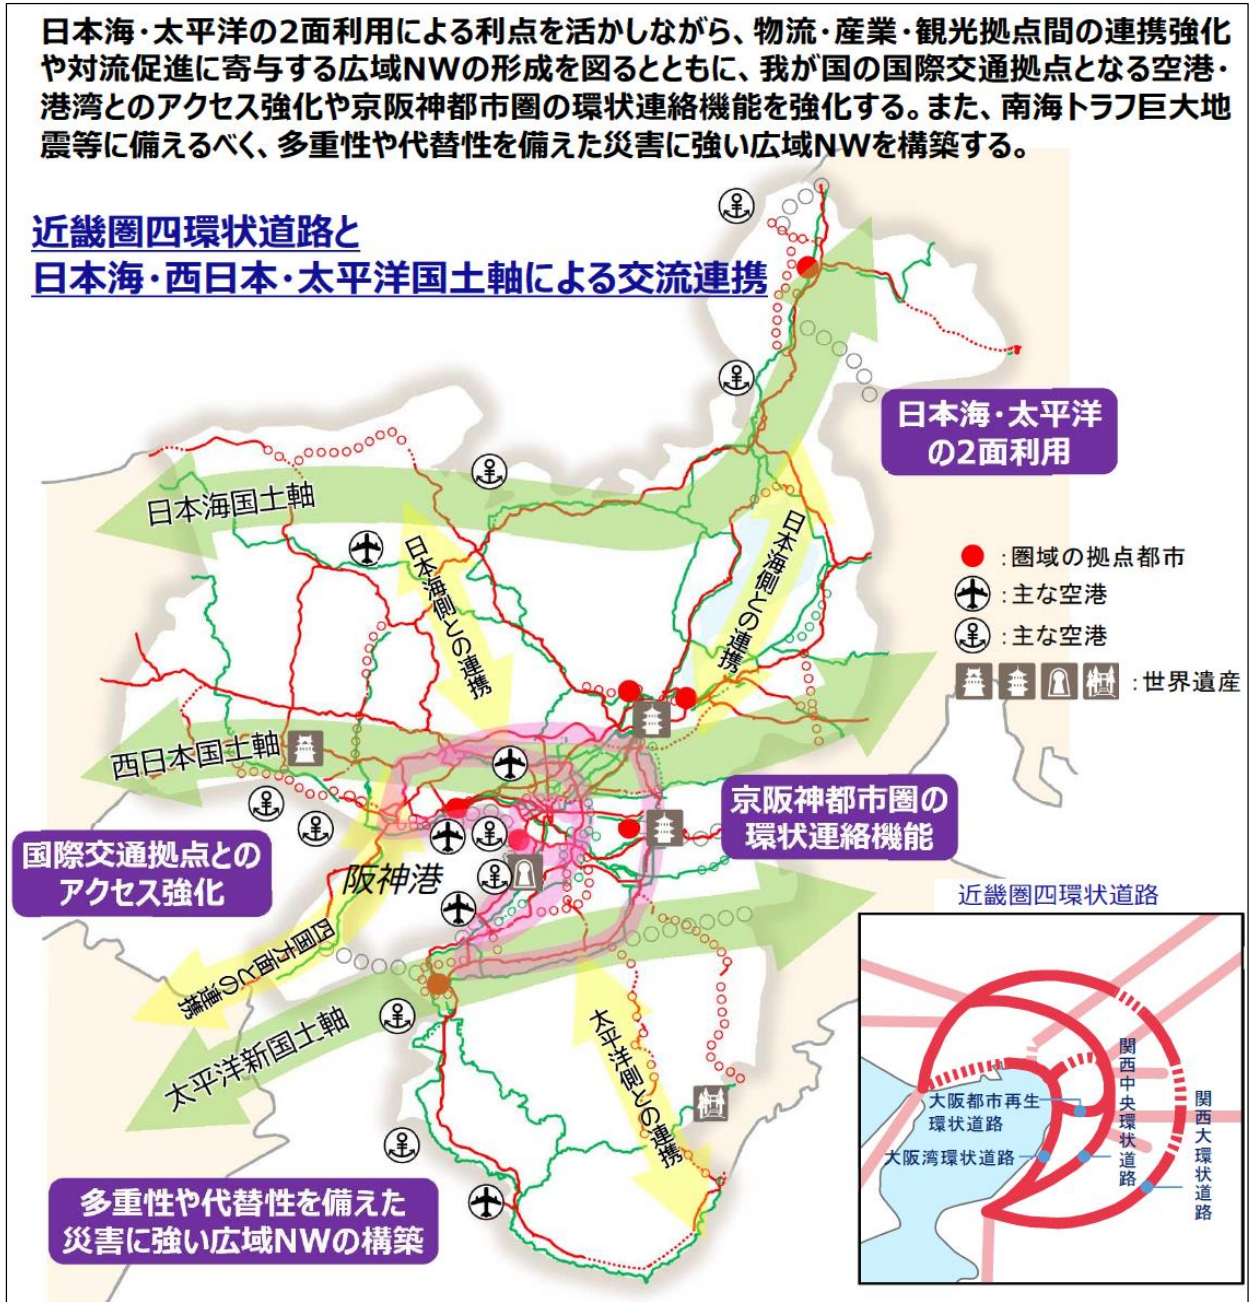 日本海・太平洋の2面利用による利点を活かしながら、物流・産業・観光拠点間の連携強化
や対流促進に寄与する広域NWの形成を図るとともに、我が国の国際交通拠点となる空港・
港湾とのアクセス強化や京阪神都市圏の環状連絡機能を強化する。また、南海トラフ巨大地
震等に備えるべく、多重性や代替性を備えた災害に強い広域NWを構築する。
近畿圏四環状道路と
日本海・西日本・太平洋国土軸による交流連携
日本海・太平洋
の2面利用
日本海国土軸
日本海側との連携
日本海側との連携
:圏域の拠点都市
:主な空港
:主な空港
:世界遺産
西日本国土軸
京阪神都市圏の
環状連絡機能
国際交通拠点との
アクセス強化
阪神港
四国方面との連携
太平洋新国土軸
太平洋側との連携
多重性や代替性を備えた
災害に強い広域NWの構築
近畿圏四環状道路
大阪都市再生
環状道路
大阪湾環状道路
関西中央環状道路
関西大環状道路